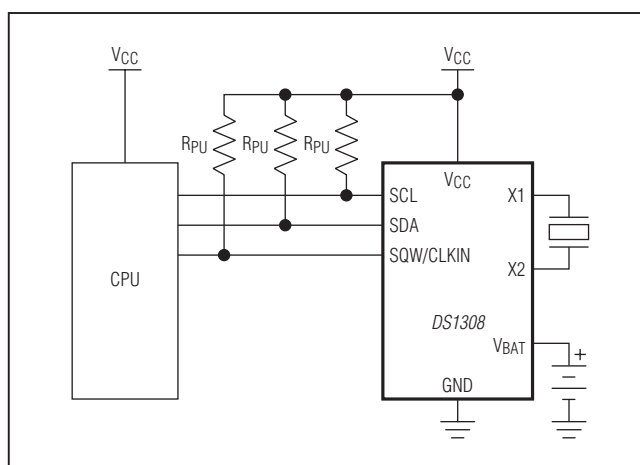 VCC
VCC
RPU
RPU
RPU
VCC
X1
SCL
SDA
SQW/CLKIN
X2
CPU
DS1308
VBAT
+
GND